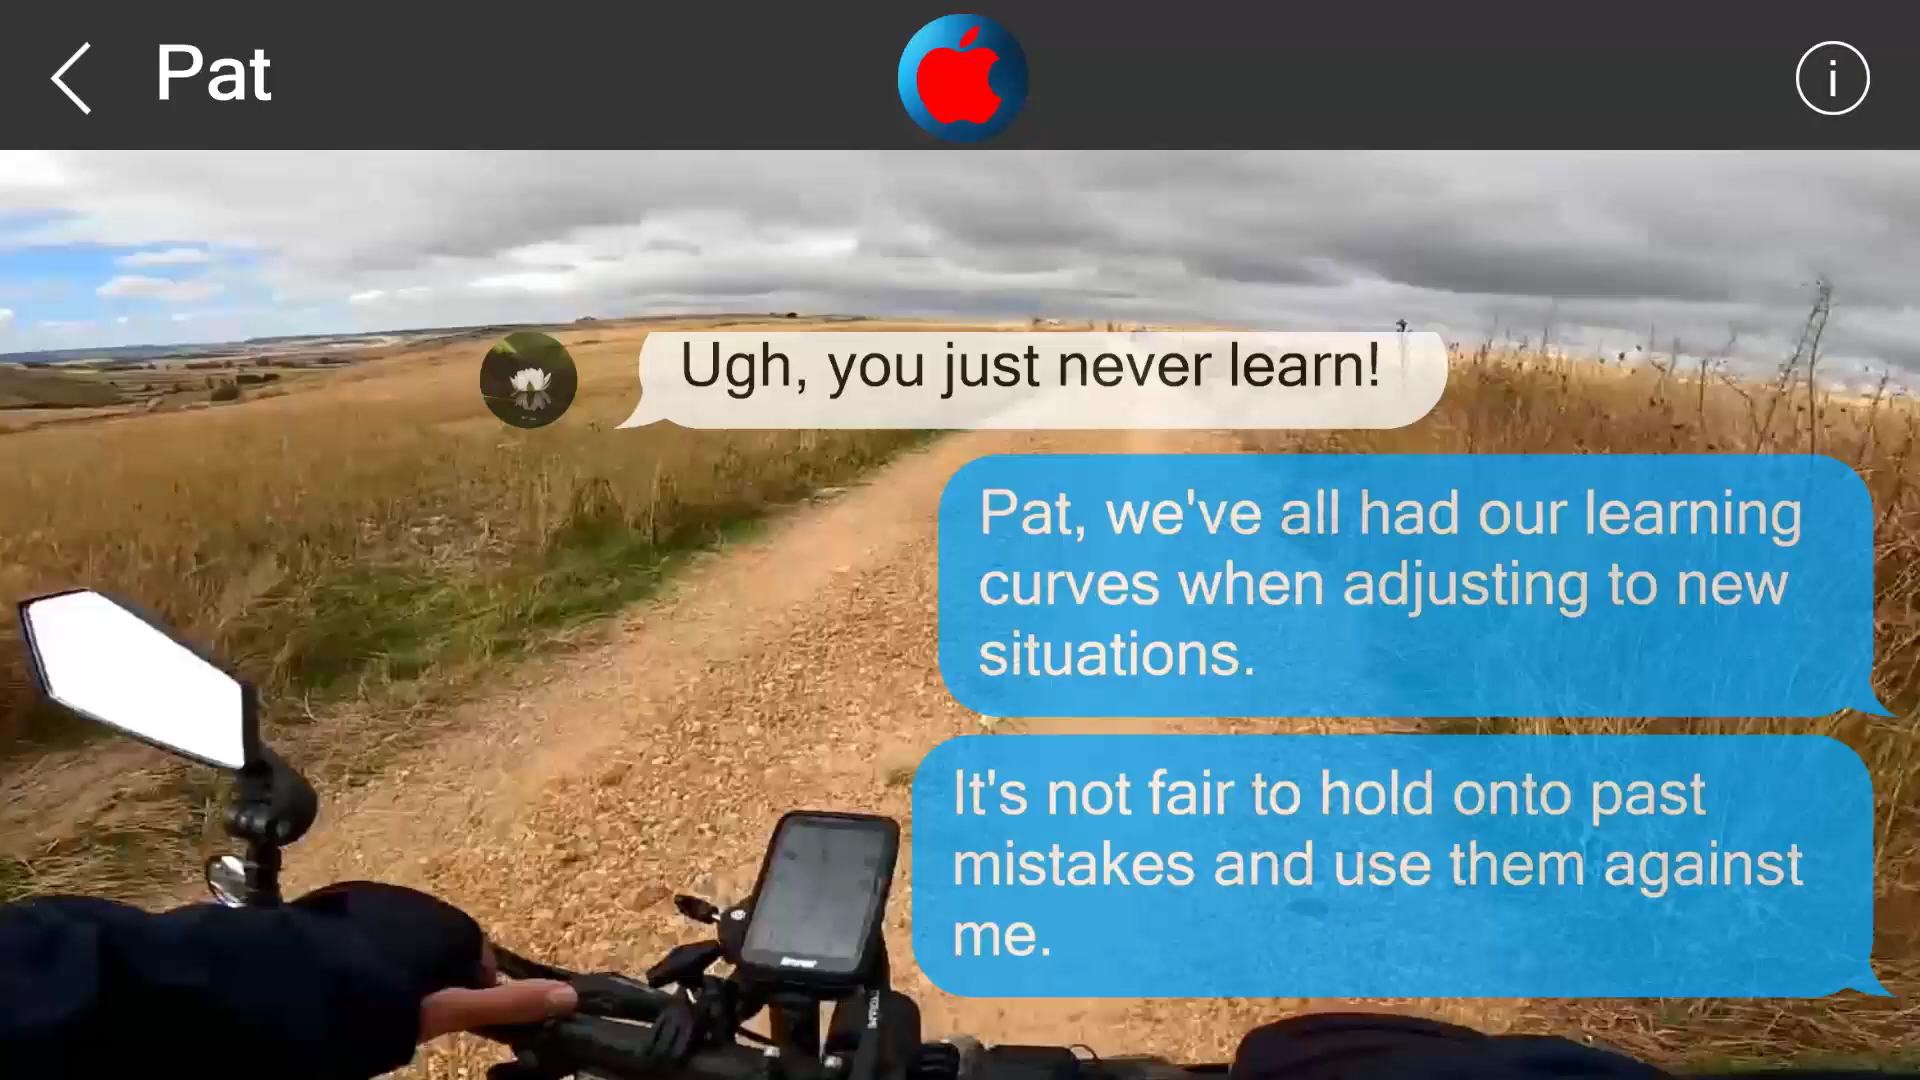 Pat
Ugh, you just never learn!
Pat, we've all had our learning
curves when adjusting to new
situations.
It's not fair to hold onto past
mistakes and use them against
me.